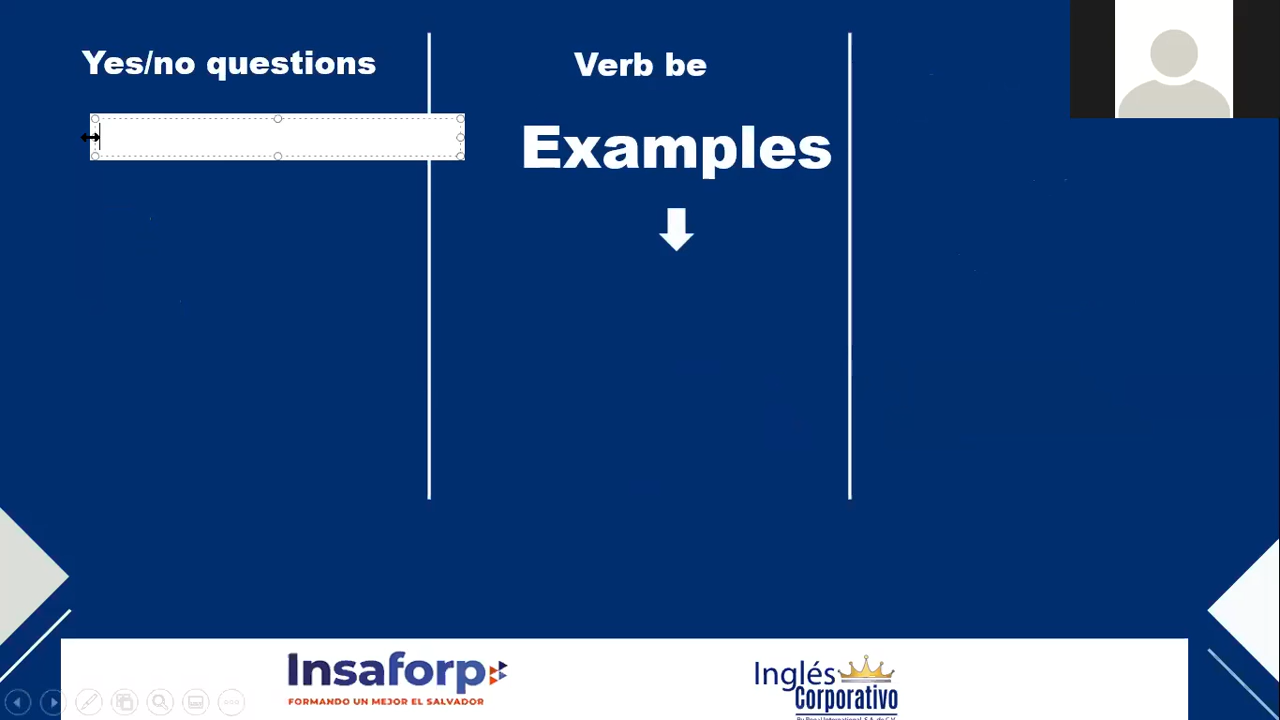 Yes/no questions
Verb be
Examples
Insaforp
FORMANDO UN MEJOR EL SALVADOR
Inglés
Corporativo